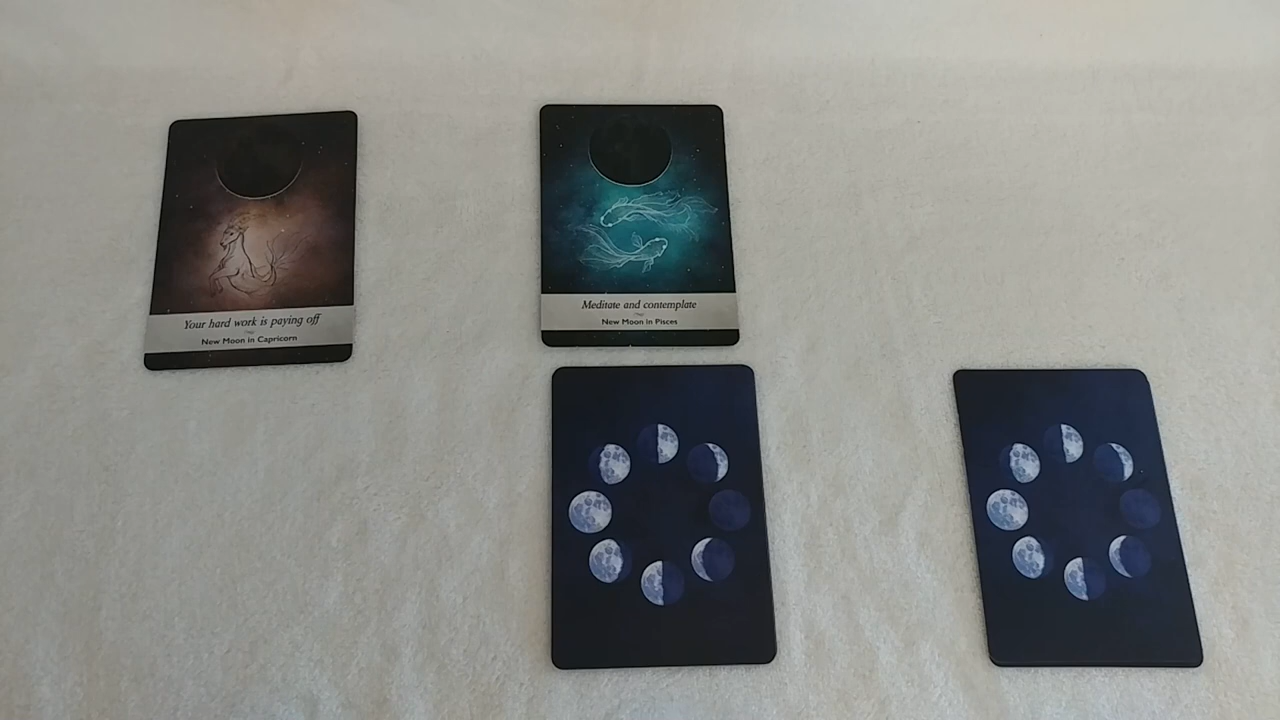 Your hard work is paying off
New Moon in Capricorn
Meditate and contemplate
New Moon in Pisces